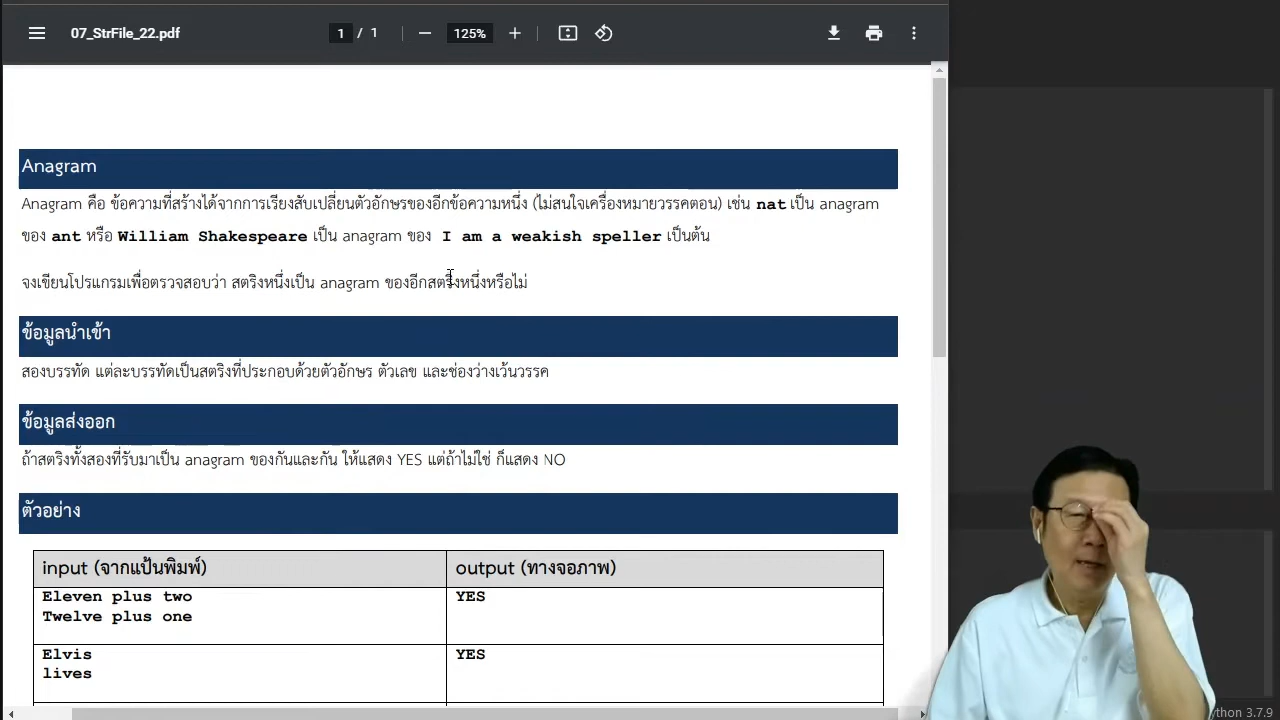 07_StrFile_22.pdf
1 / 1
125%
Anagram
Anagram คือ ข้อความที่สร้างได้จากการเรียงสับเปลี่ยนตัวอักษรของอีกข้อความหนึ่ง (ไม่สนใจเครื่องหมายวรรคตอน) เช่น nat เป็น anagram
ของ ant หรือ William Shakespeare เป็น anagram ของ I am a weakish speller เป็นต้น
จงเขียนโปรแกรมเพื่อตรวจสอบว่า สตริงหนึ่งเป็น anagram ของอีกสตริงหนึ่งหรือไม่
ข้อมูลนำเข้า
สองบรรทัด แต่ละบรรทัดเป็นสตริงที่ประกอบด้วยตัวอักษร ตัวเลข และช่องว่างเว้นวรรค
ข้อมูลส่งออก
ถ้าสตริงทั้งสองที่รับมาเป็น anagram ของกันและกัน ให้แสดง YES แต่ถ้าไม่ใช่ ก็แสดง NO
ตัวอย่าง
input (จากแป้นพิมพ์)
output (ทางจอภาพ)
Eleven plus two
YES
Twelve plus one
Elvis
YES
lives
thon 3.7.9